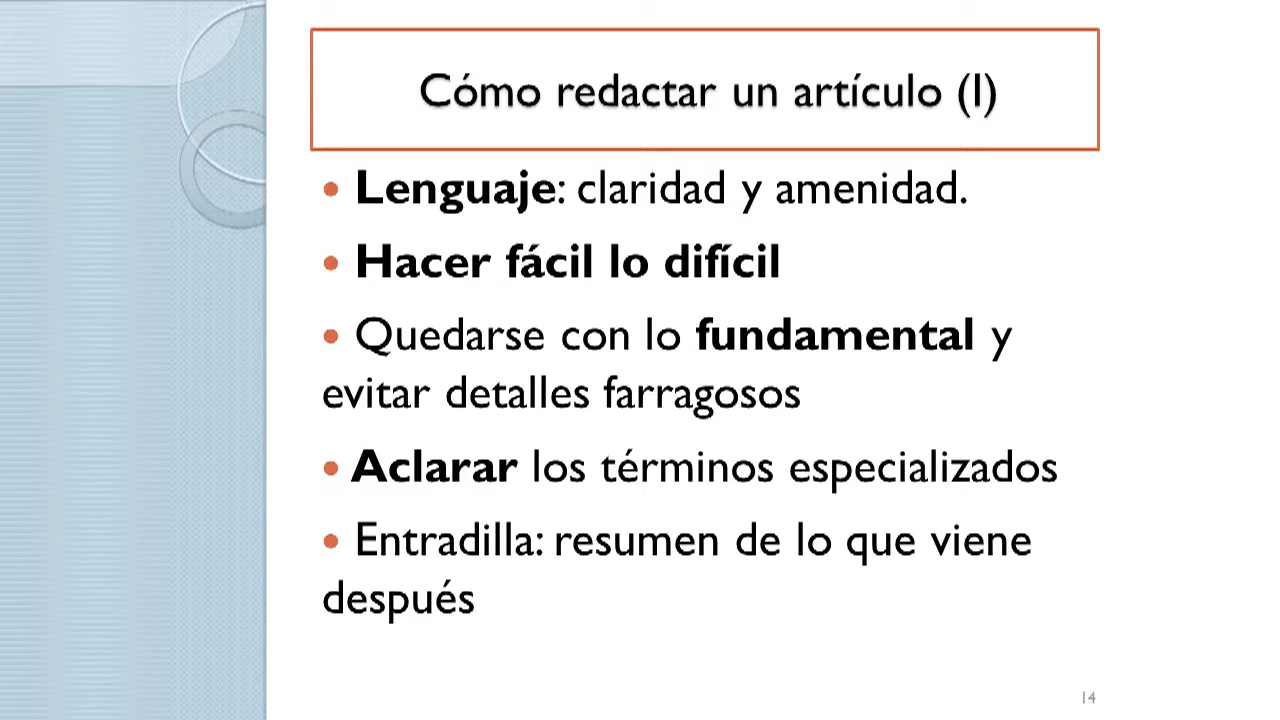 Cómo redactar un artículo (I)
• Lenguaje: claridad y amenidad.
• Hacer fácil lo difícil
• Quedarse con lo fundamental y
evitar detalles farragosos
• Aclarar los términos especializados
• Entradilla: resumen de lo que viene
después
14